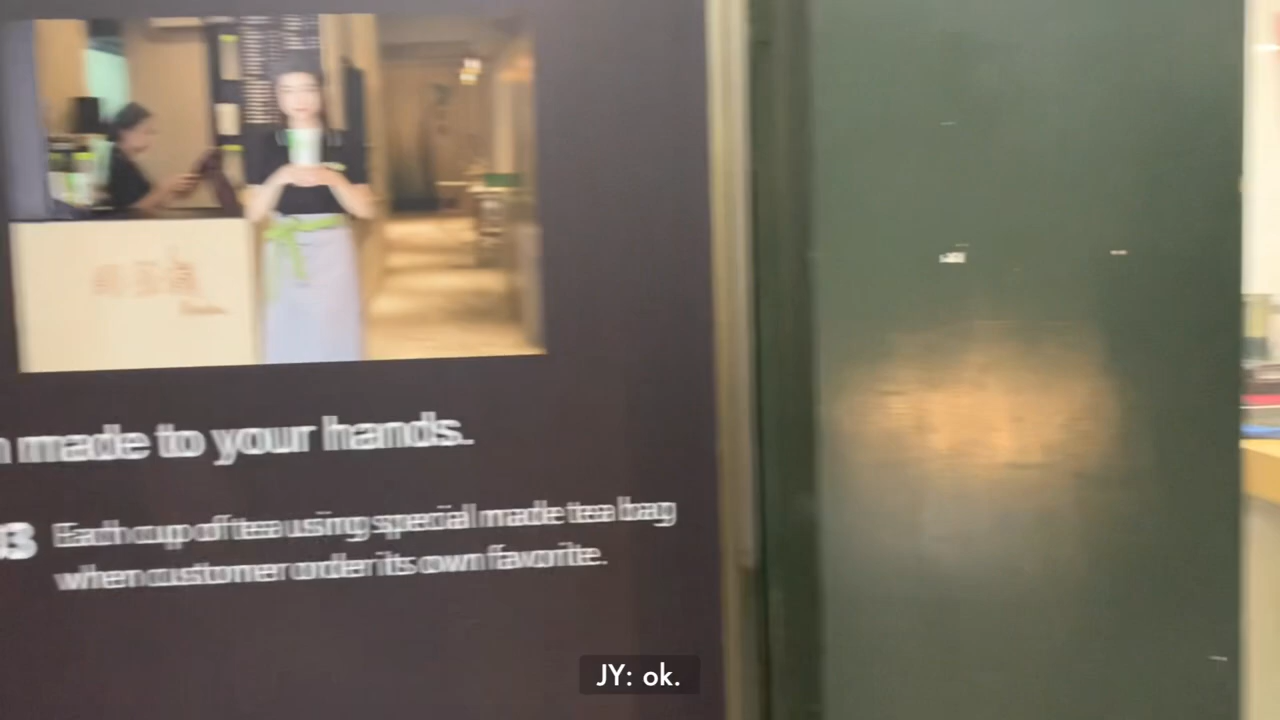 made to your hands.
03 Each cup of tea using special made tea bag
when customer order its own favorite.
JY: ok.